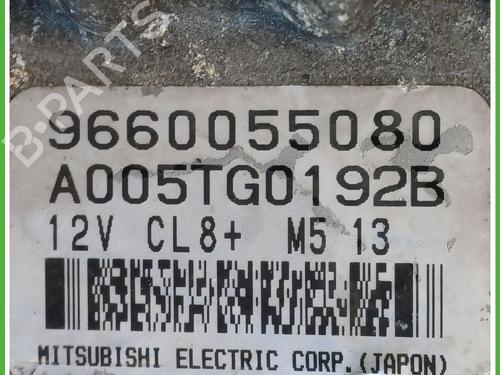 9660055080
A005TG0192B
12V CL8+ M5 13
MITSUBISHI ELECTRIC CORP.(JAPON)
B-PARTS